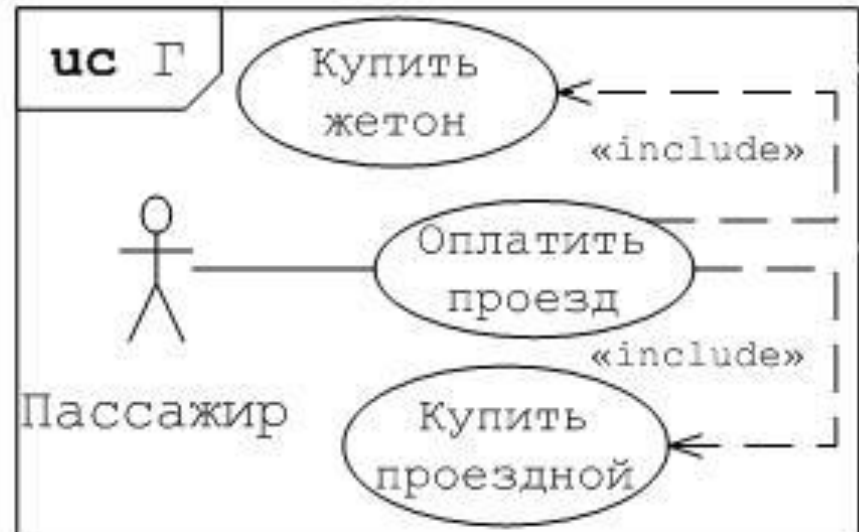 uc Г
Купить
жетон
«include»
Оплатить
проезд
«include»
Пассажир
Купить
проездной